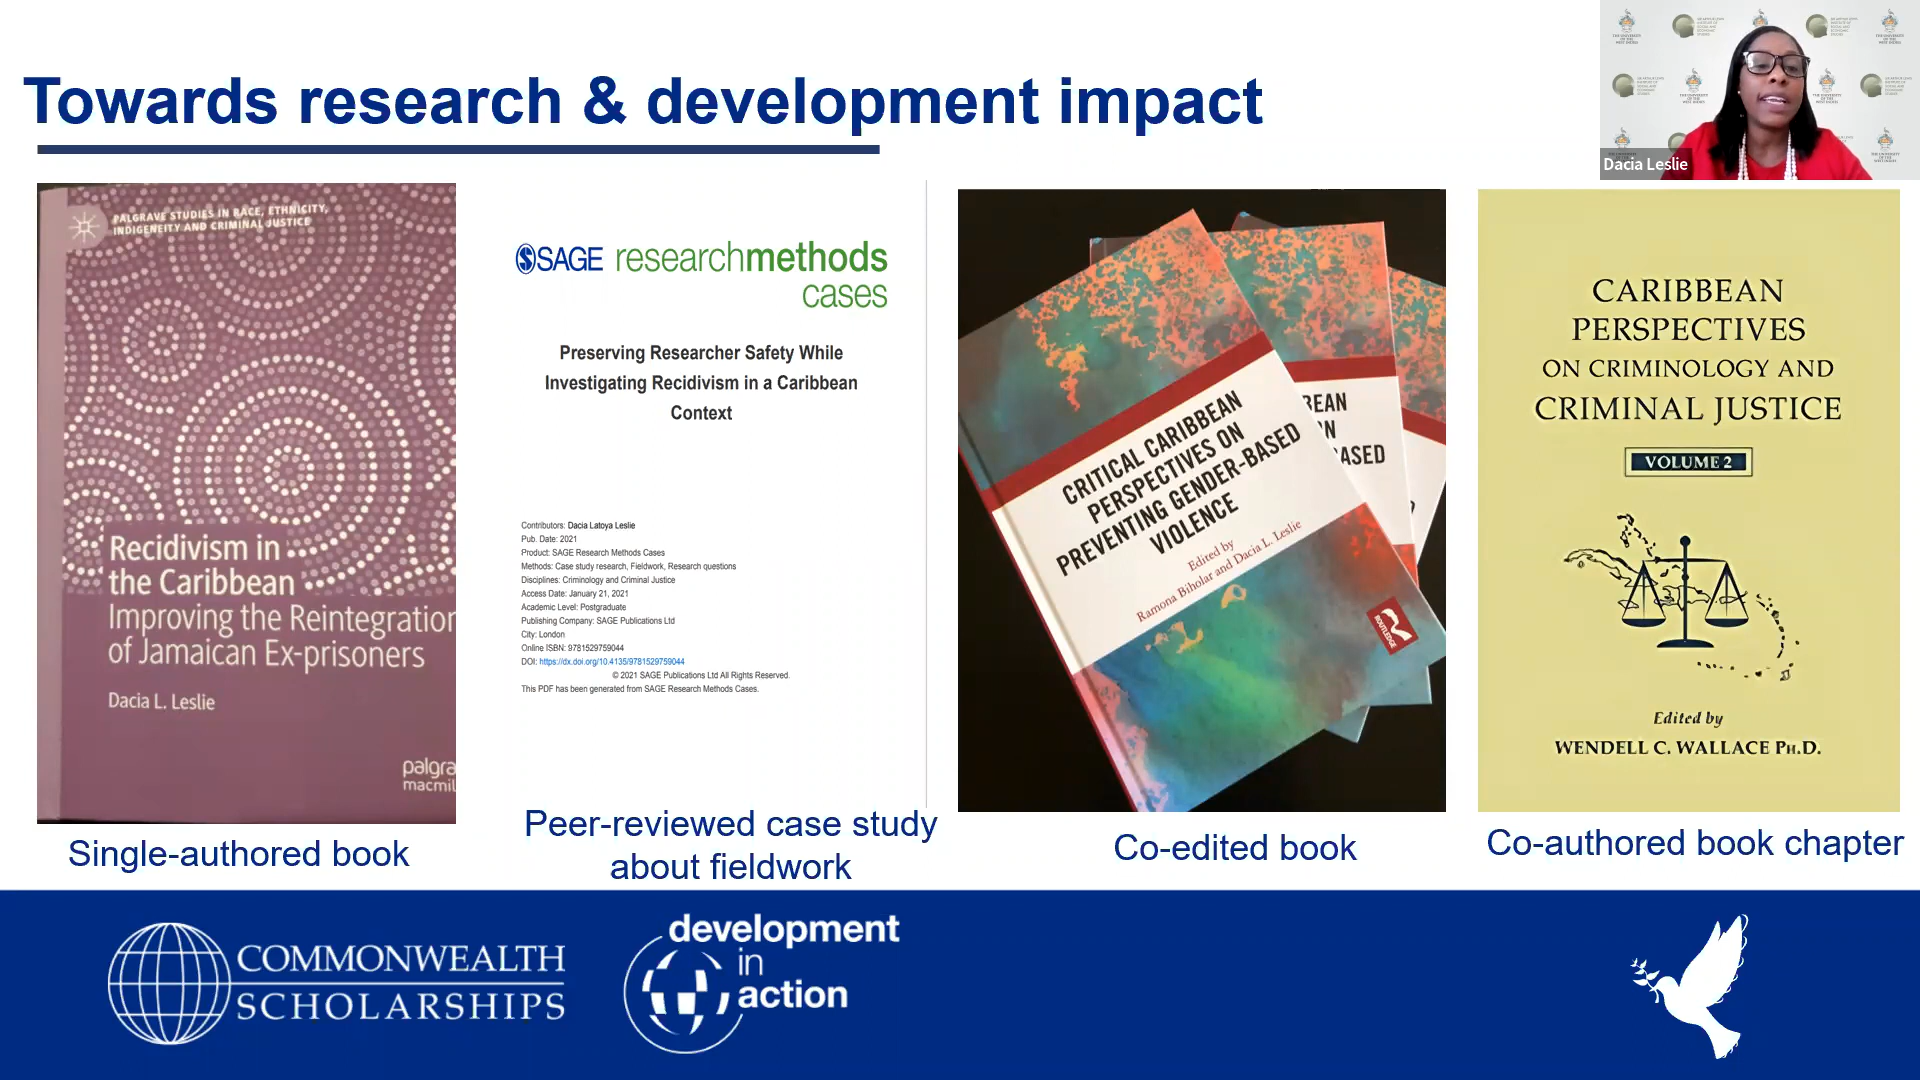 Towards research & development impact
Dacia Leslie
PALGRAVE STUDIES IN RACE, ETHNICITY,
INDIGENEITY AND CRIMINAL JUSTICE
Recidivism in
the Caribbean
Improving the Reintegration
of Jamaican Ex-prisoners
Dacia L. Leslie
palgra
macmil
Single-authored book
SAGE researchmethods
cases
Preserving Researcher Safety While
Investigating Recidivism in a Caribbean
Context
Contributors: Dacia Latoya Leslie
Pub. Date: 2021
Product: SAGE Research Methods Cases
Methods: Case study research, Fieldwork, Research questions
Disciplines: Criminology and Criminal Justice
Access Date: January 21, 2021
Academic Level: Postgraduate
Publishing Company: SAGE Publications Ltd
City: London
Online ISBN: 9781529759044
DOI: https://dx.doi.org/10.4135/9781529759044
© 2021 SAGE Publications Ltd All Rights Reserved.
This PDF has been generated from SAGE Research Methods Cases.
Peer-reviewed case study
about fieldwork
CRITICAL CARIBBEAN
PERSPECTIVES ON
PREVENTING GENDER-BASED
VIOLENCE
Edited by
Ramona Biholar and Dacia L. Leslie
ROUTLEDGE
BEAN
N
ASED
Co-edited book
CARIBBEAN
PERSPECTIVES
ON CRIMINOLOGY AND
CRIMINAL JUSTICE
VOLUME 2
Edited by
WENDELL C. WALLACE PH.D.
Co-authored book chapter
COMMONWEALTH
SCHOLARSHIPS
development
in
action